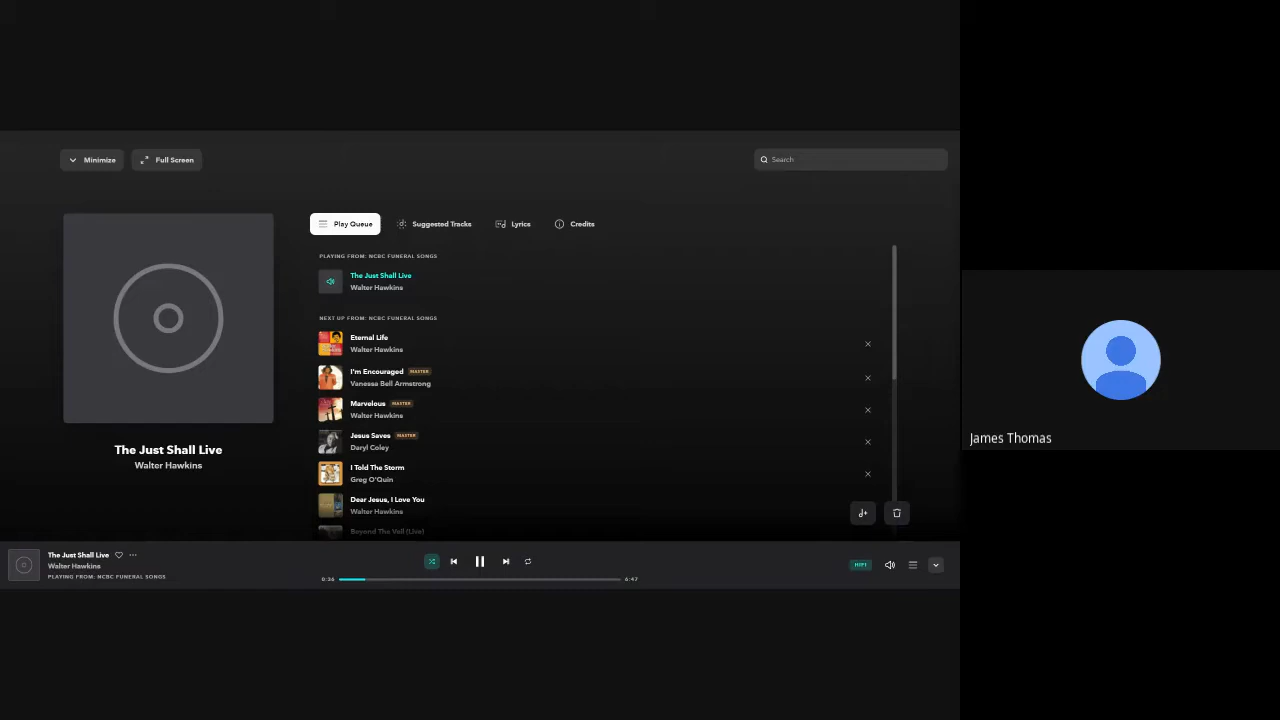 Minimize
Full Screen
Search
Play Queue
Suggested Tracks
Lyrics
Credits
PLAYING FROM: NCBC FUNERAL SONGS
The Just Shall Live
Walter Hawkins
NEXT UP FROM: NCBC FUNERAL SONGS
Eternal Life
Walter Hawkins
I'm Encouraged MASTER
Vanessa Bell Armstrong
Marvelous MASTER
Walter Hawkins
Jesus Saves MASTER
Daryl Coley
I Told The Storm
Greg O'Quin
Dear Jesus, I Love You
Walter Hawkins
Beyond The Veil (Live)
The Just Shall Live
Walter Hawkins
James Thomas
The Just Shall Live
Walter Hawkins
PLAYING FROM: NCBC FUNERAL SONGS
0:36
6:47
HIFI